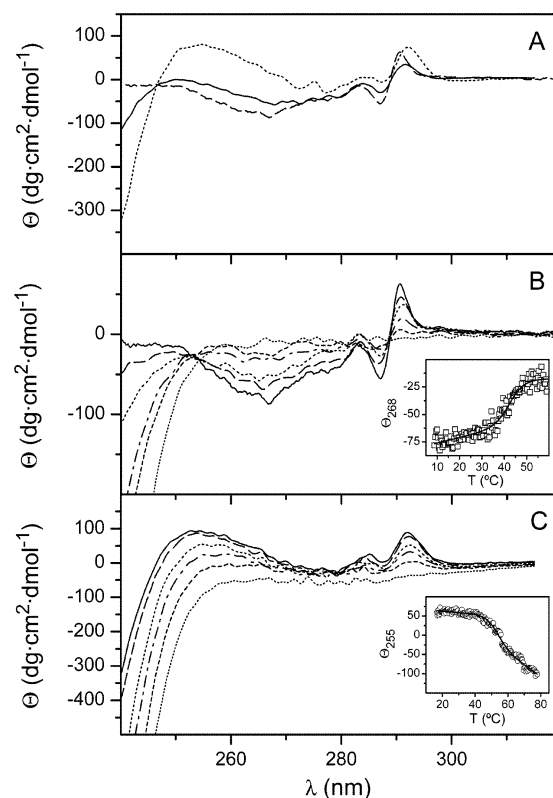 A
100
0
-100
-200
-300
Θ (dg·cm²·dmol⁻¹)
B
0
-100
Θ (dg·cm²·dmol⁻¹)
-25
-50
-75
Θ₂₆₈
10 20 30 40 50
T (ºC)
C
100
0
-100
-200
-300
-400
Θ (dg·cm²·dmol⁻¹)
50
0
-50
-100
Θ₂₅₅
20 40 60 80
T (ºC)
260 280 300
λ (nm)